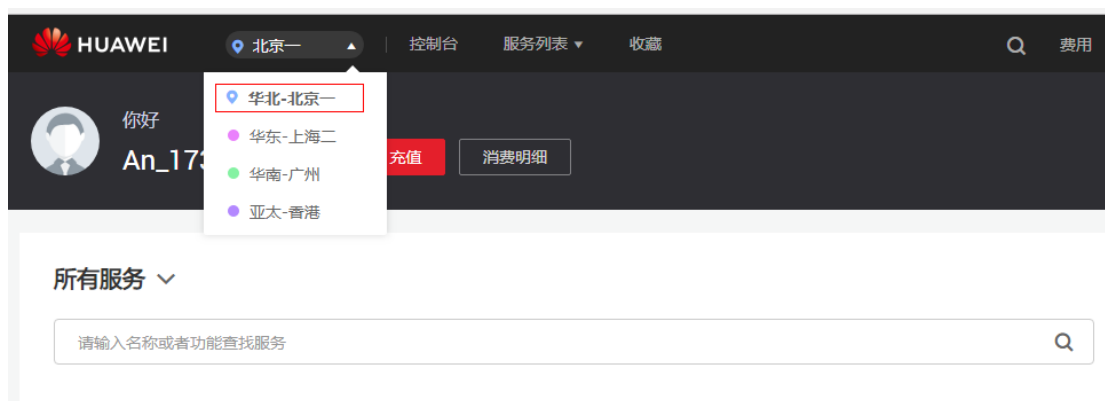 HUAWEI 北京一 控制台 服务列表 收藏 费用
华北-北京一
华东-上海二
华南-广州
亚太-香港
你好
An_173
充值 消费明细
所有服务
请输入名称或者功能查找服务